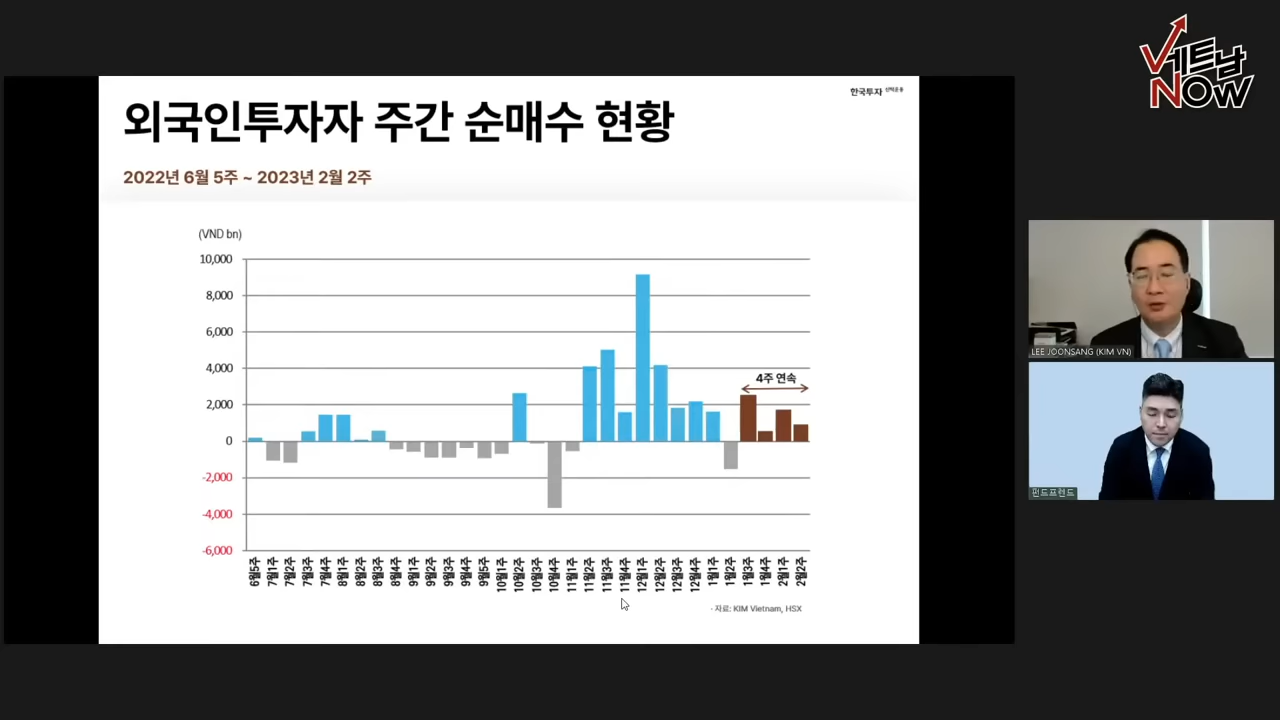 베트남
NOW
한국투자 신탁운용
외국인투자자 주간 순매수 현황
2022년 6월 5주 ~ 2023년 2월 2주
(VND bn)
10,000
8,000
6,000
4,000
2,000
0
-2,000
-4,000
-6,000
4주 연속
6월5주 7월1주 7월2주 7월3주 7월4주 8월1주 8월2주 8월3주 8월4주 9월1주 9월2주 9월3주 9월4주 9월5주 10월1주 10월2주 10월3주 10월4주 11월1주 11월2주 11월3주 11월4주 12월1주 12월2주 12월3주 12월4주 1월1주 1월2주 1월3주 1월4주 2월1주 2월2주
· 자료: KIM Vietnam, HSX
LEE JOONSANG (KIM VN)
펀드프렌드